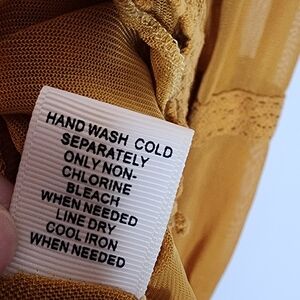 HAND WASH COLD
SEPARATELY
ONLY NON-
CHLORINE
BLEACH
WHEN NEEDED
LINE DRY
COOL IRON
WHEN NEEDED